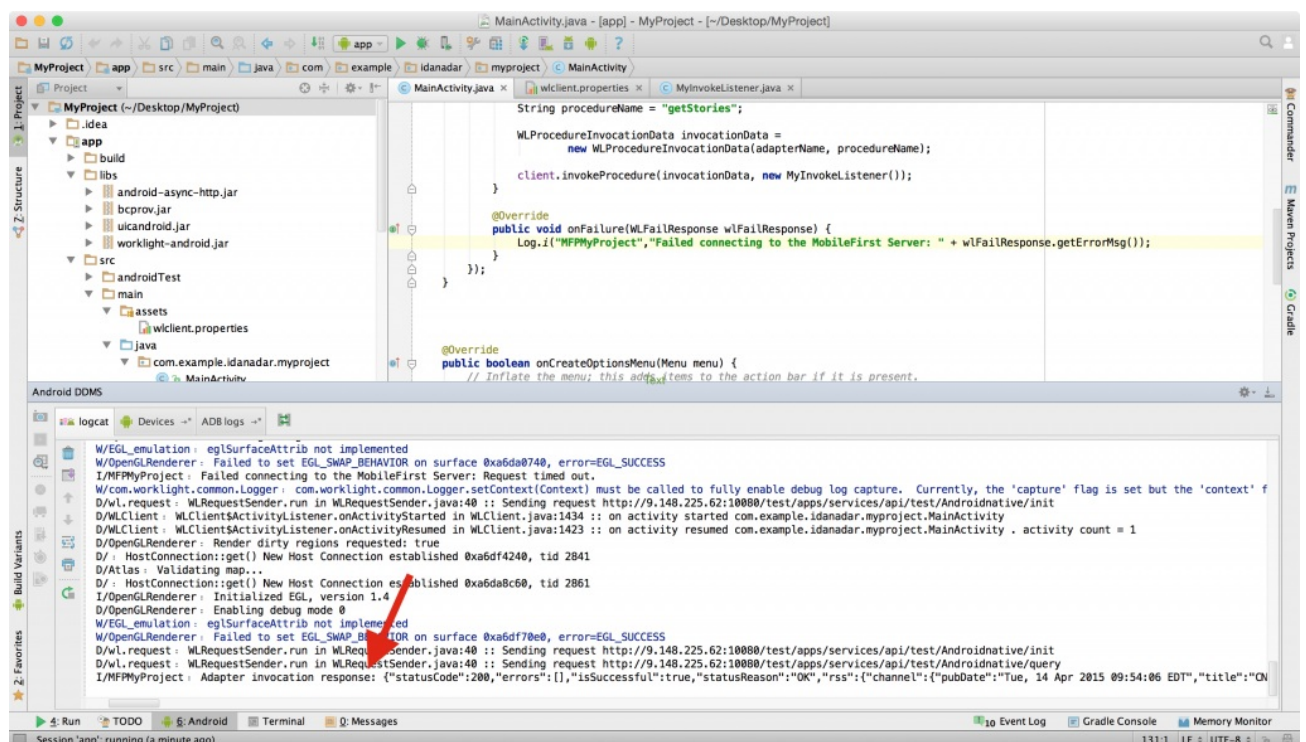 MainActivity.java - [app] - MyProject - [~/Desktop/MyProject]
app
MyProject app src main java com example idanadar myproject MainActivity
1: Project
Z: Structure
Build Variants
2: Favorites
Project
MyProject (~/Desktop/MyProject)
.idea
app
build
libs
android-async-http.jar
bcprov.jar
uicandroid.jar
worklight-android.jar
src
androidTest
main
assets
wlclient.properties
java
com.example.idanadar.myproject
MainActivity
MainActivity.java × wlclient.properties × MyInvokeListener.java ×
String procedureName = "getStories";
WLProcedureInvocationData invocationData =
new WLProcedureInvocationData(adapterName, procedureName);
client.invokeProcedure(invocationData, new MyInvokeListener());
}
@Override
public void onFailure(WLFailResponse wlFailResponse) {
Log.i("MFPMyProject","Failed connecting to the MobileFirst Server: " + wlFailResponse.getErrorMsg());
}
});
}
@Override
public boolean onCreateOptionsMenu(Menu menu) {
// Inflate the menu; this adds items to the action bar if it is present.
Text
Commander
Maven Projects
Gradle
Android DDMS
logcat Devices ADB logs
W/EGL_emulation﹕ eglSurfaceAttrib not implemented
W/OpenGLRenderer﹕ Failed to set EGL_SWAP_BEHAVIOR on surface 0xa6da0740, error=EGL_SUCCESS
I/MFPMyProject﹕ Failed connecting to the MobileFirst Server: Request timed out.
W/com.worklight.common.Logger﹕ com.worklight.common.Logger.setContext(Context) must be called to fully enable debug log capture.  Currently, the 'capture' flag is set but the 'context' f
D/wl.request﹕ WLRequestSender.run in WLRequestSender.java:40 :: Sending request http://9.148.225.62:10080/test/apps/services/api/test/Androidnative/init
D/WLClient﹕ WLClient$ActivityListener.onActivityStarted in WLClient.java:1434 :: on activity started com.example.idanadar.myproject.MainActivity
D/WLClient﹕ WLClient$ActivityListener.onActivityResumed in WLClient.java:1423 :: on activity resumed com.example.idanadar.myproject.MainActivity . activity count = 1
D/OpenGLRenderer﹕ Render dirty regions requested: true
D/﹕ HostConnection::get() New Host Connection established 0xa6df4240, tid 2841
D/Atlas﹕ Validating map...
D/﹕ HostConnection::get() New Host Connection established 0xa6da8c60, tid 2861
I/OpenGLRenderer﹕ Initialized EGL, version 1.4
D/OpenGLRenderer﹕ Enabling debug mode 0
W/EGL_emulation﹕ eglSurfaceAttrib not implemented
W/OpenGLRenderer﹕ Failed to set EGL_SWAP_BEHAVIOR on surface 0xa6df70e0, error=EGL_SUCCESS
D/wl.request﹕ WLRequestSender.run in WLRequestSender.java:40 :: Sending request http://9.148.225.62:10080/test/apps/services/api/test/Androidnative/init
D/wl.request﹕ WLRequestSender.run in WLRequestSender.java:40 :: Sending request http://9.148.225.62:10080/test/apps/services/api/test/Androidnative/query
I/MFPMyProject﹕ Adapter invocation response: {"statusCode":200,"errors":[],"isSuccessful":true,"statusReason":"OK","rss":{"channel":{"pubDate":"Tue, 14 Apr 2015 09:54:06 EDT","title":"CN
4: Run TODO 6: Android Terminal 0: Messages 10 Event Log Gradle Console Memory Monitor
Session 'app': running (a minute ago) 131:1 LF UTF-8